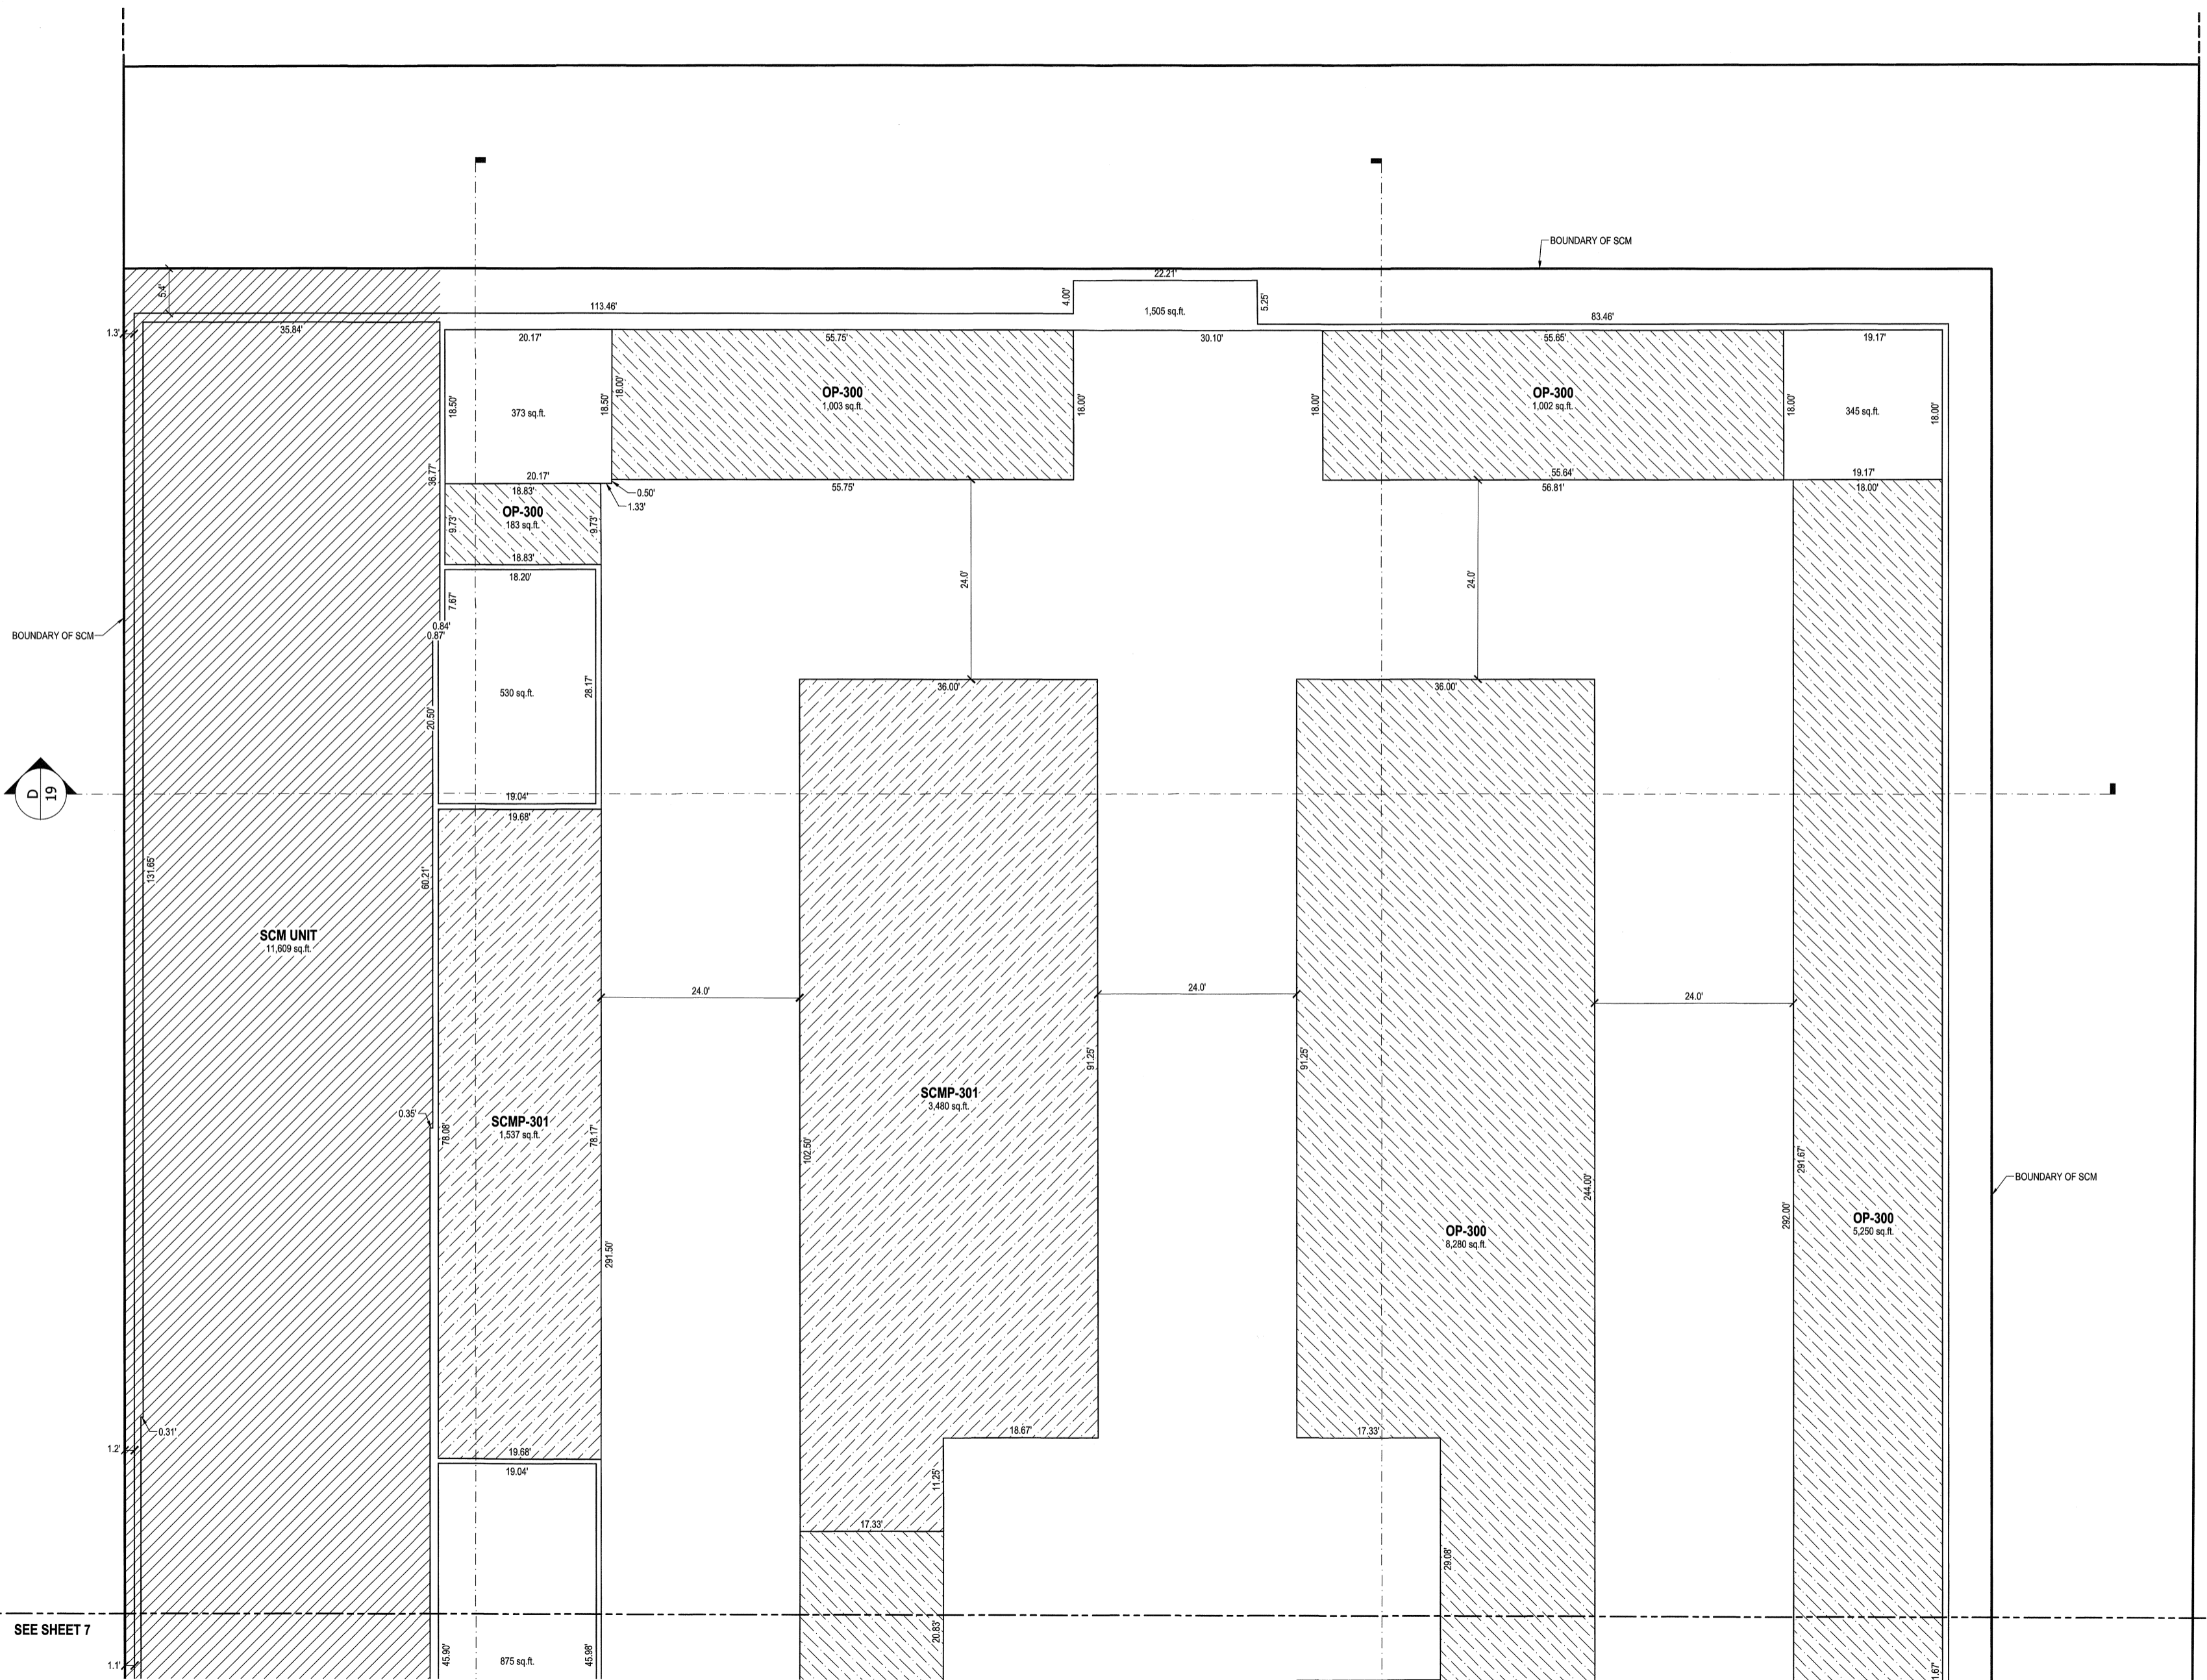 BOUNDARY OF SCM
22.21'
5.4'
113.46'
4.00'
5.25'
1,505 sq.ft.
83.46'
1.3'
35.84'
20.17'
55.75'
30.10'
55.65'
19.17'
18.50'
373 sq.ft.
18.50'
18.00'
OP-300
1,003 sq.ft.
18.00'
18.00'
OP-300
1,002 sq.ft.
18.00'
345 sq.ft.
18.00'
36.77'
20.17'
18.83'
0.50'
1.33'
55.75'
55.64'
56.81'
19.17'
18.00'
OP-300
183 sq.ft.
9.73'
9.73'
18.83'
18.20'
7.67'
24.0'
24.0'
0.84'
0.87'
BOUNDARY OF SCM
530 sq.ft.
28.17'
20.50'
36.00'
36.00'
D
19
19.04'
19.68'
131.65'
60.21'
SCM UNIT
11,609 sq.ft.
24.0'
24.0'
24.0'
91.25'
91.25'
SCMP-301
3,480 sq.ft.
0.35'
78.08'
SCMP-301
1,537 sq.ft.
78.17'
102.50'
291.67'
244.00'
BOUNDARY OF SCM
292.00'
OP-300
5,250 sq.ft.
OP-300
8,280 sq.ft.
291.50'
0.31'
1.2'
18.67'
17.33'
19.68'
19.04'
11.25'
17.33'
29.08'
SEE SHEET 7
20.83'
45.90'
875 sq.ft.
45.98'
1.1'